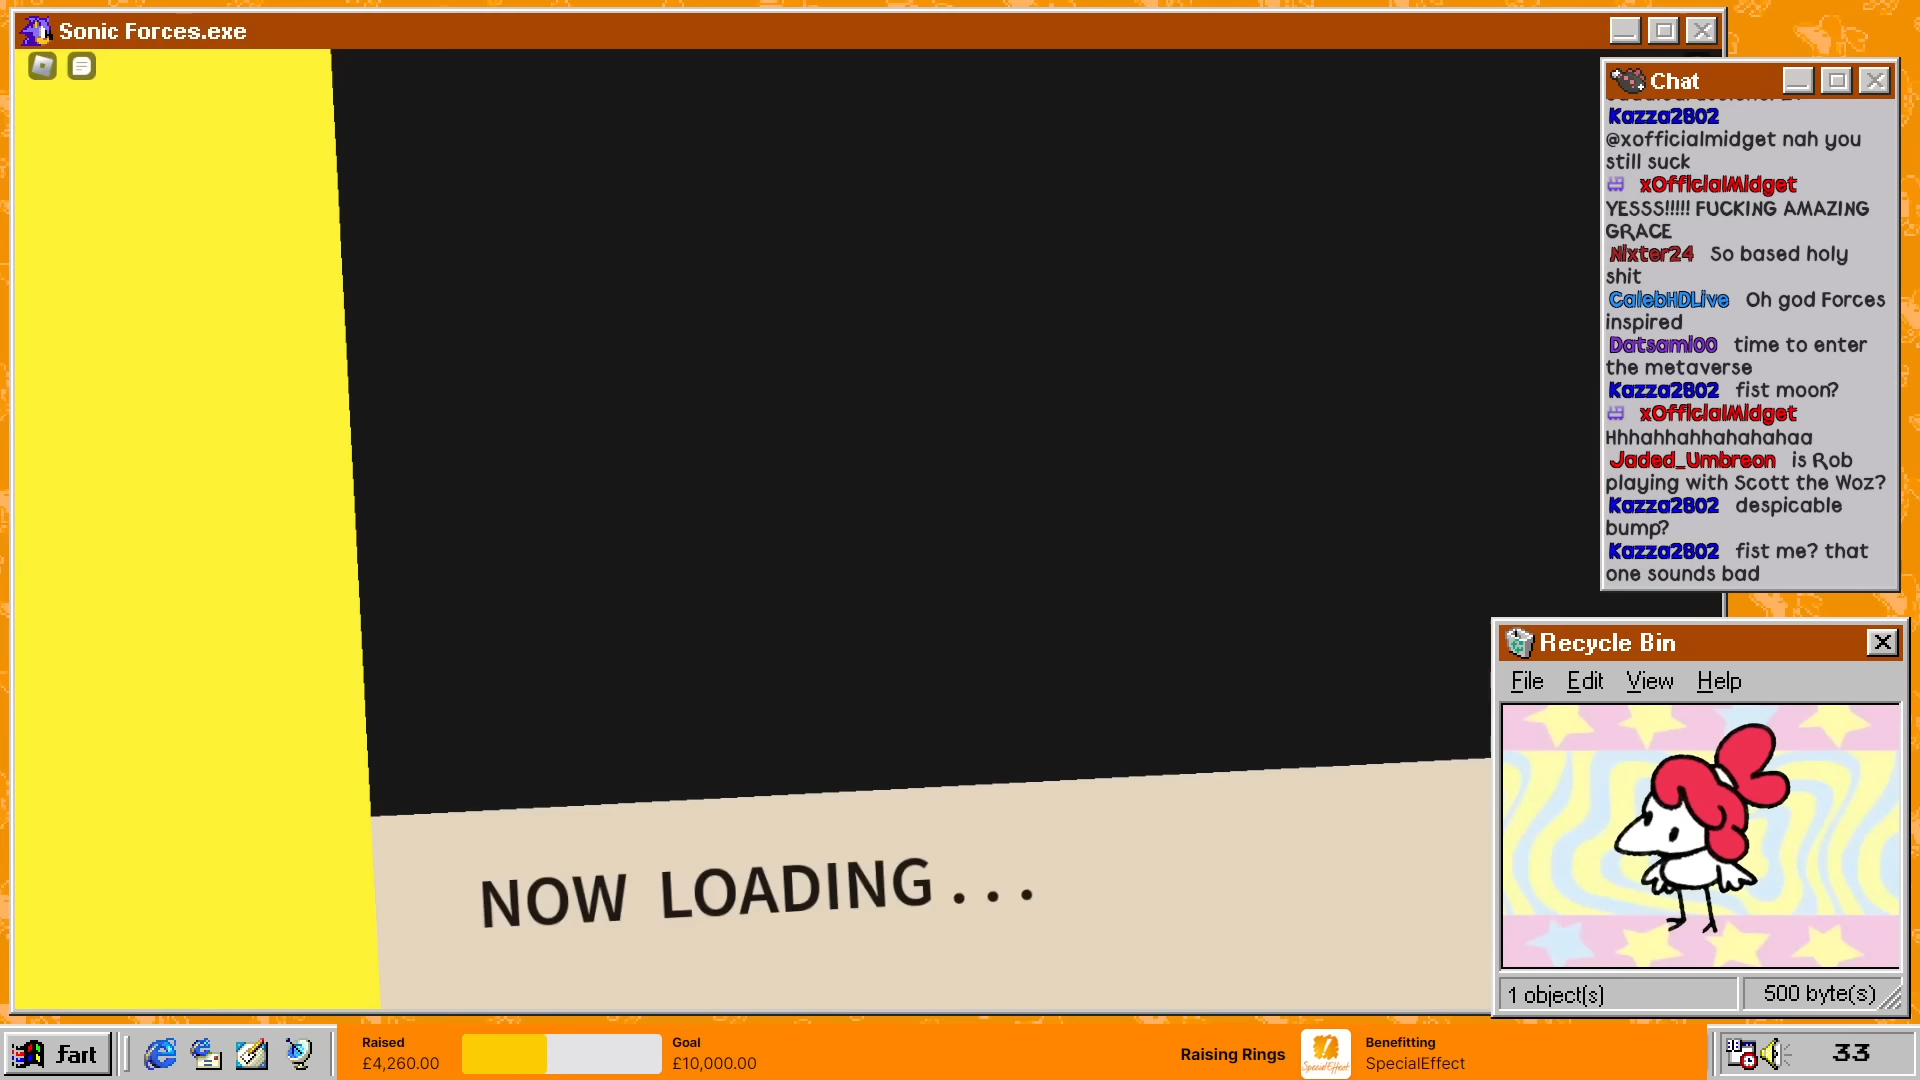 Sonic Forces.exe
Chat
Kazza2802
@xofficialmidget nah you
still suck
xOfficialMidget
YESSS!!!!! FUCKING AMAZING
GRACE
Nixter24 So based holy
shit
CalebHDLive Oh god Forces
inspired
Datsami00 time to enter
the metaverse
Kazza2802 fist moon?
xOfficialMidget
Hhhahhahhahahahaa
Jaded_Umbreon is Rob
playing with Scott the Woz?
Kazza2802 despicable
bump?
Kazza2802 fist me? that
one sounds bad
Recycle Bin
File Edit View Help
NOW LOADING...
1 object(s) 500 byte(s)
Fart
Raised
£4,260.00
Goal
£10,000.00
Raising Rings
SpecialEffect
Benefitting
SpecialEffect
33